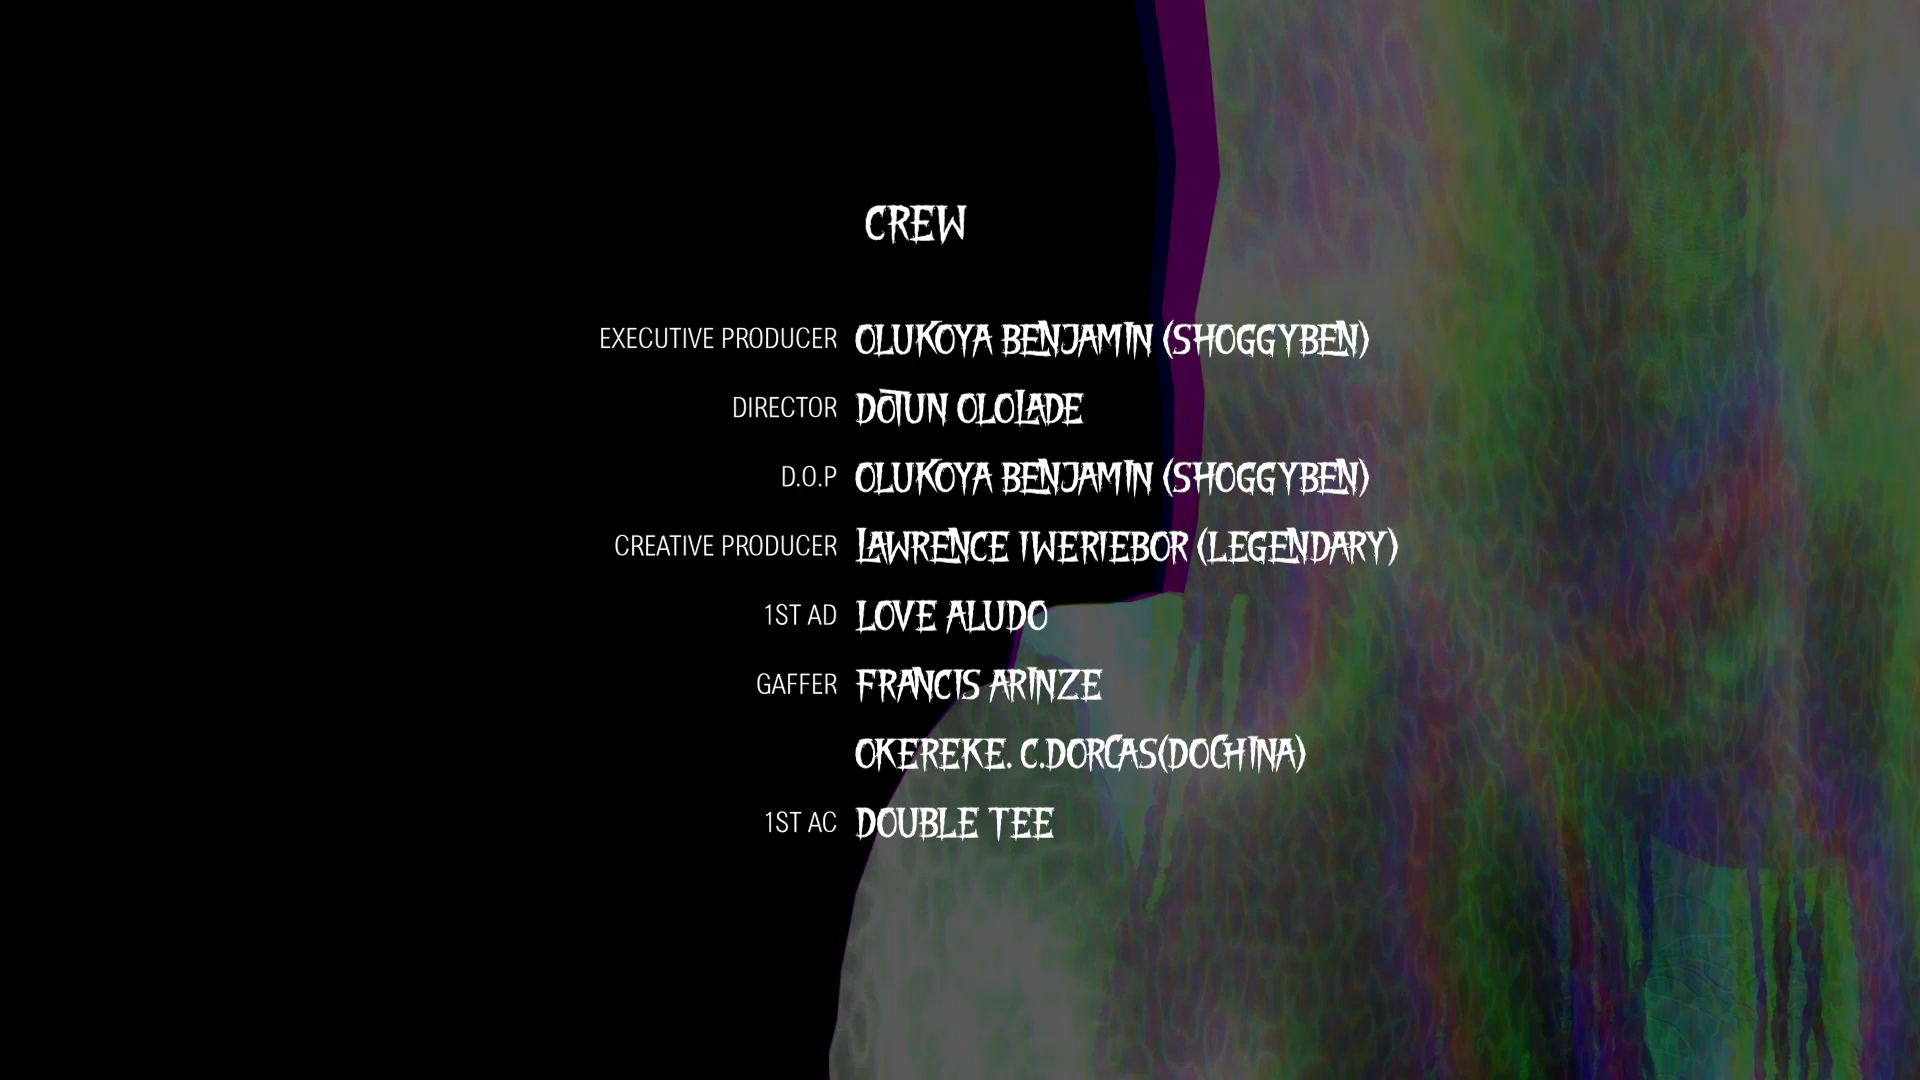 CREW
EXECUTIVE PRODUCER OLUKOYA BENJAMIN (SHOGGYBEN)
DIRECTOR DOTUN OLOLADE
D.O.P OLUKOYA BENJAMIN (SHOGGYBEN)
CREATIVE PRODUCER LAWRENCE IWERIEBOR (LEGENDARY)
1ST AD LOVE ALUDO
GAFFER FRANCIS ARINZE
OKEREKE. C.DORCAS(DOCHINA)
1ST AC DOUBLE TEE